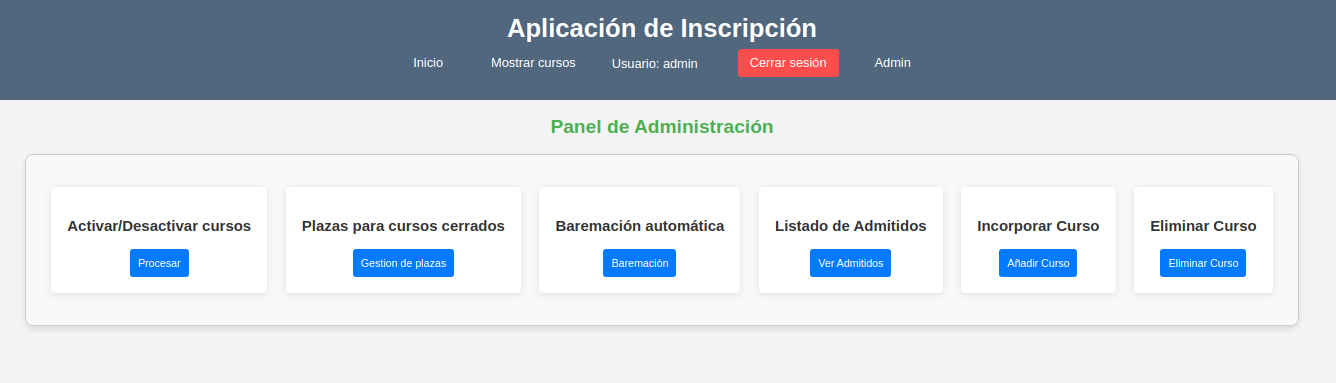 Aplicación de Inscripción
Inicio Mostrar cursos Usuario: admin Cerrar sesión Admin
Panel de Administración
Activar/Desactivar cursos
Procesar
Plazas para cursos cerrados
Gestion de plazas
Baremación automática
Baremación
Listado de Admitidos
Ver Admitidos
Incorporar Curso
Añadir Curso
Eliminar Curso
Eliminar Curso